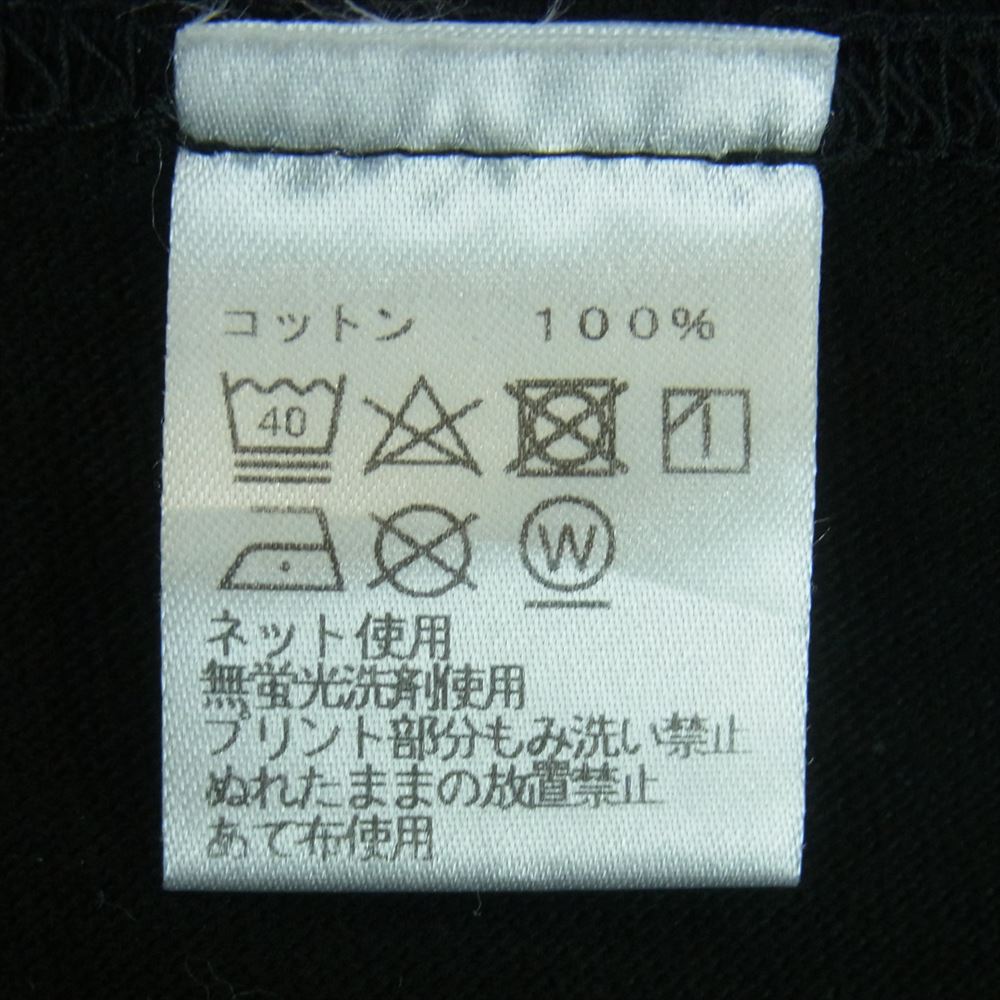 コットン　100%
40
W
ネット使用
無蛍光洗剤使用
プリント部分もみ洗い禁止
ぬれたままの放置禁止
あて布使用